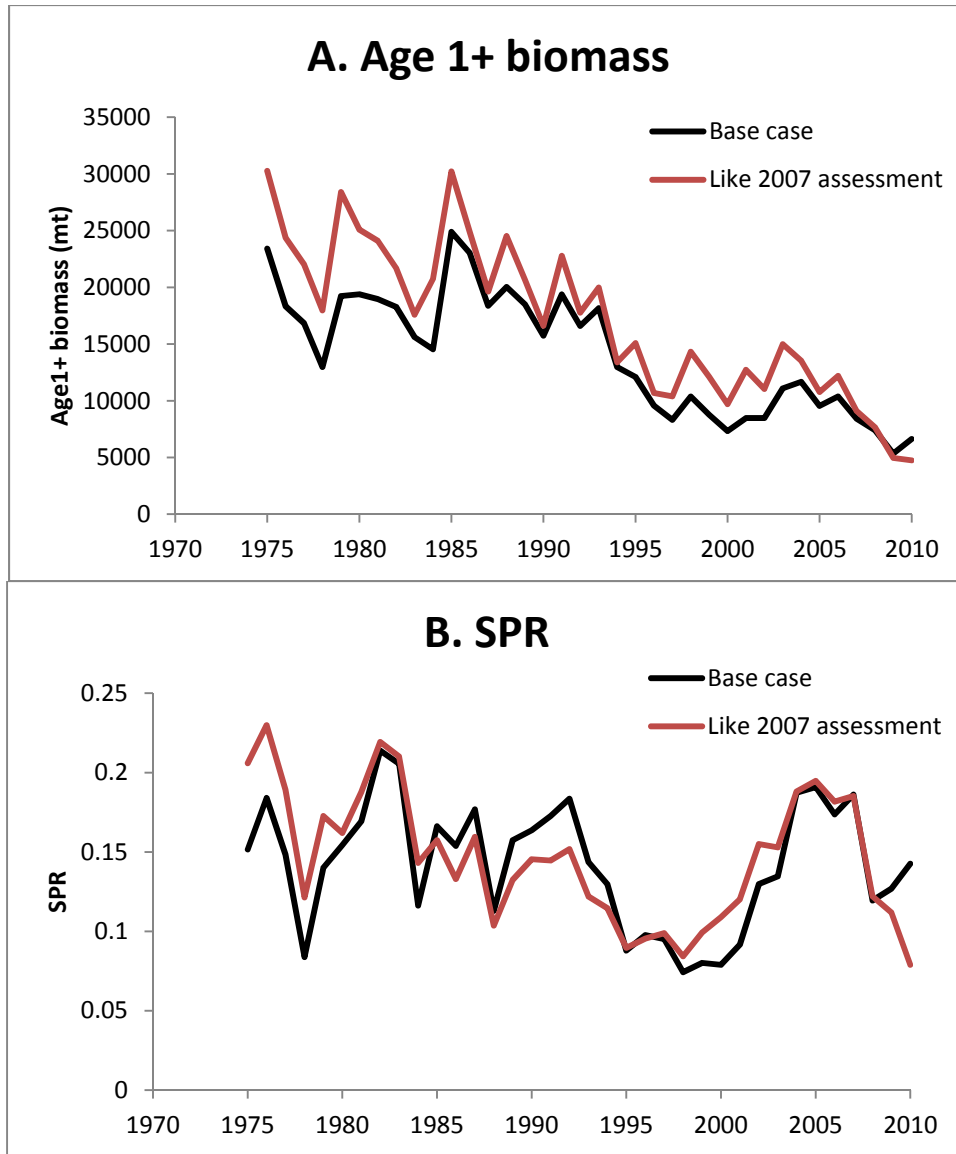 A. Age 1+ biomass
Base case
Like 2007 assessment
Age1+ biomass (mt)
35000
30000
25000
20000
15000
10000
5000
0
1970 1975 1980 1985 1990 1995 2000 2005 2010
B. SPR
Base case
Like 2007 assessment
SPR
0.25
0.2
0.15
0.1
0.05
0
1970 1975 1980 1985 1990 1995 2000 2005 2010